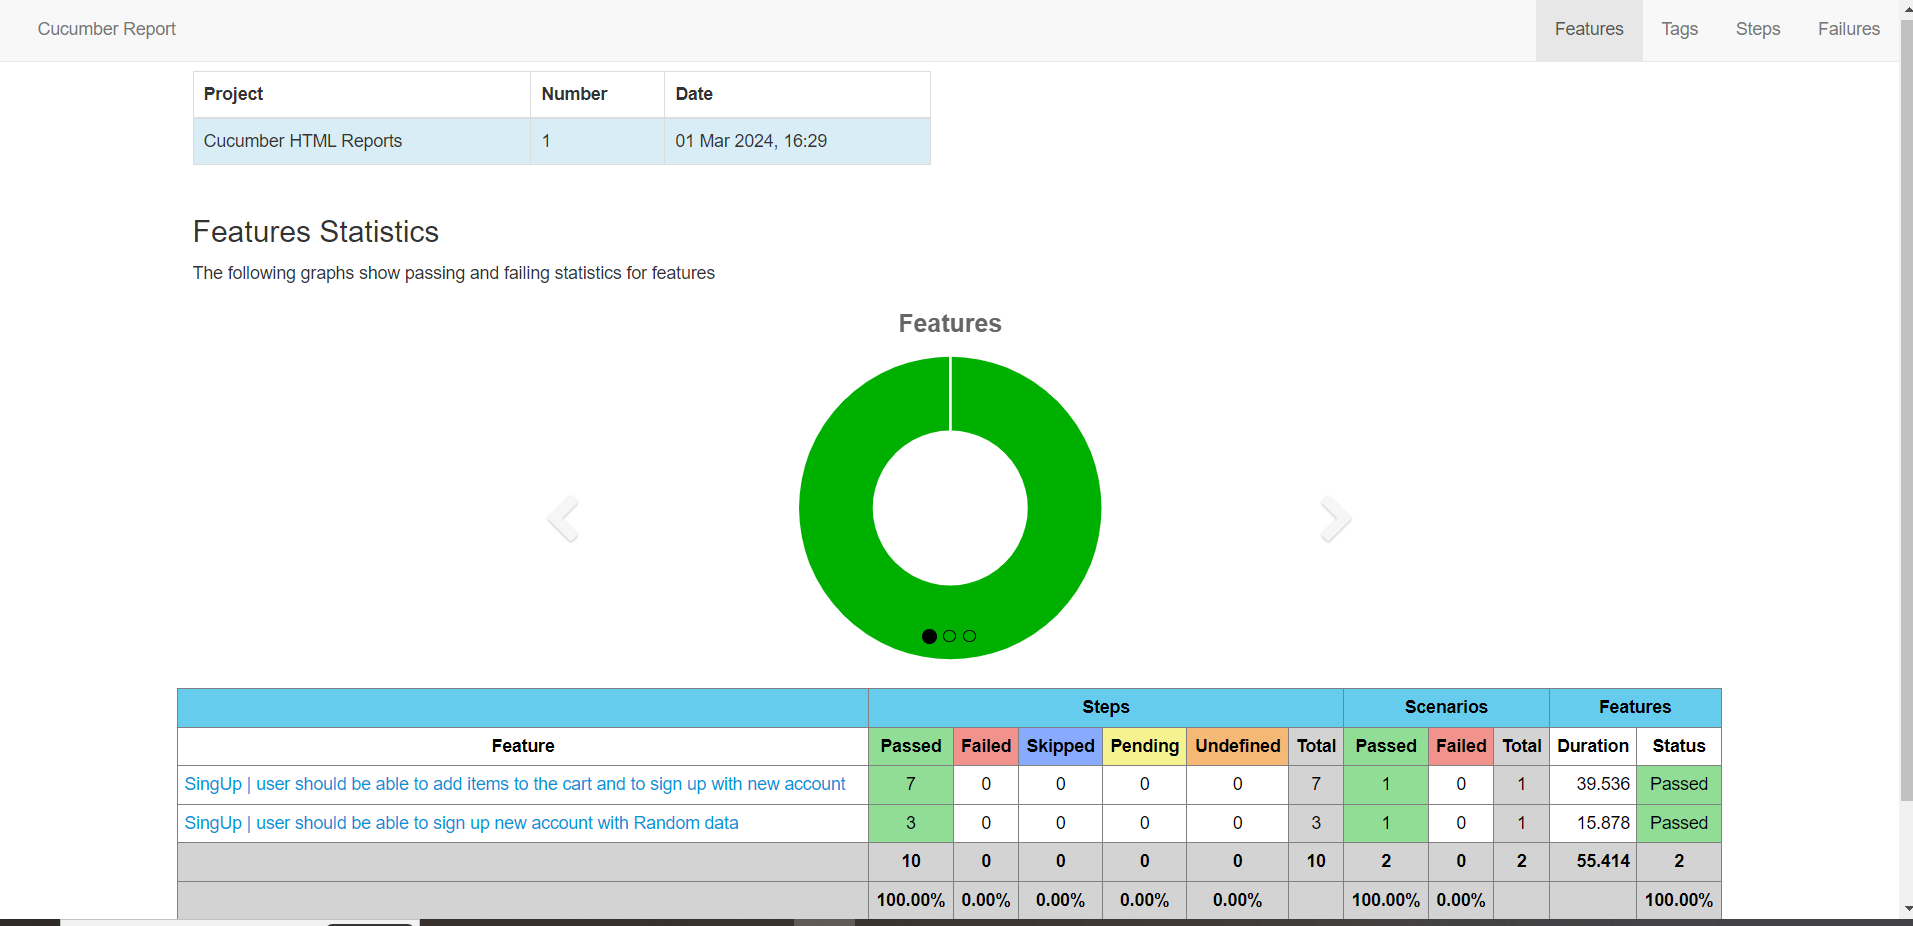 Cucumber Report Features Tags Steps Failures
Project Number Date
Cucumber HTML Reports 1 01 Mar 2024, 16:29
Features Statistics
The following graphs show passing and failing statistics for features
Features
Steps Scenarios Features
Feature Passed Failed Skipped Pending Undefined Total Passed Failed Total Duration Status
SingUp | user should be able to add items to the cart and to sign up with new account 7 0 0 0 0 7 1 0 1 39.536 Passed
SingUp | user should be able to sign up new account with Random data 3 0 0 0 0 3 1 0 1 15.878 Passed
10 0 0 0 0 10 2 0 2 55.414 2
100.00% 0.00% 0.00% 0.00% 0.00% 100.00% 0.00% 100.00%